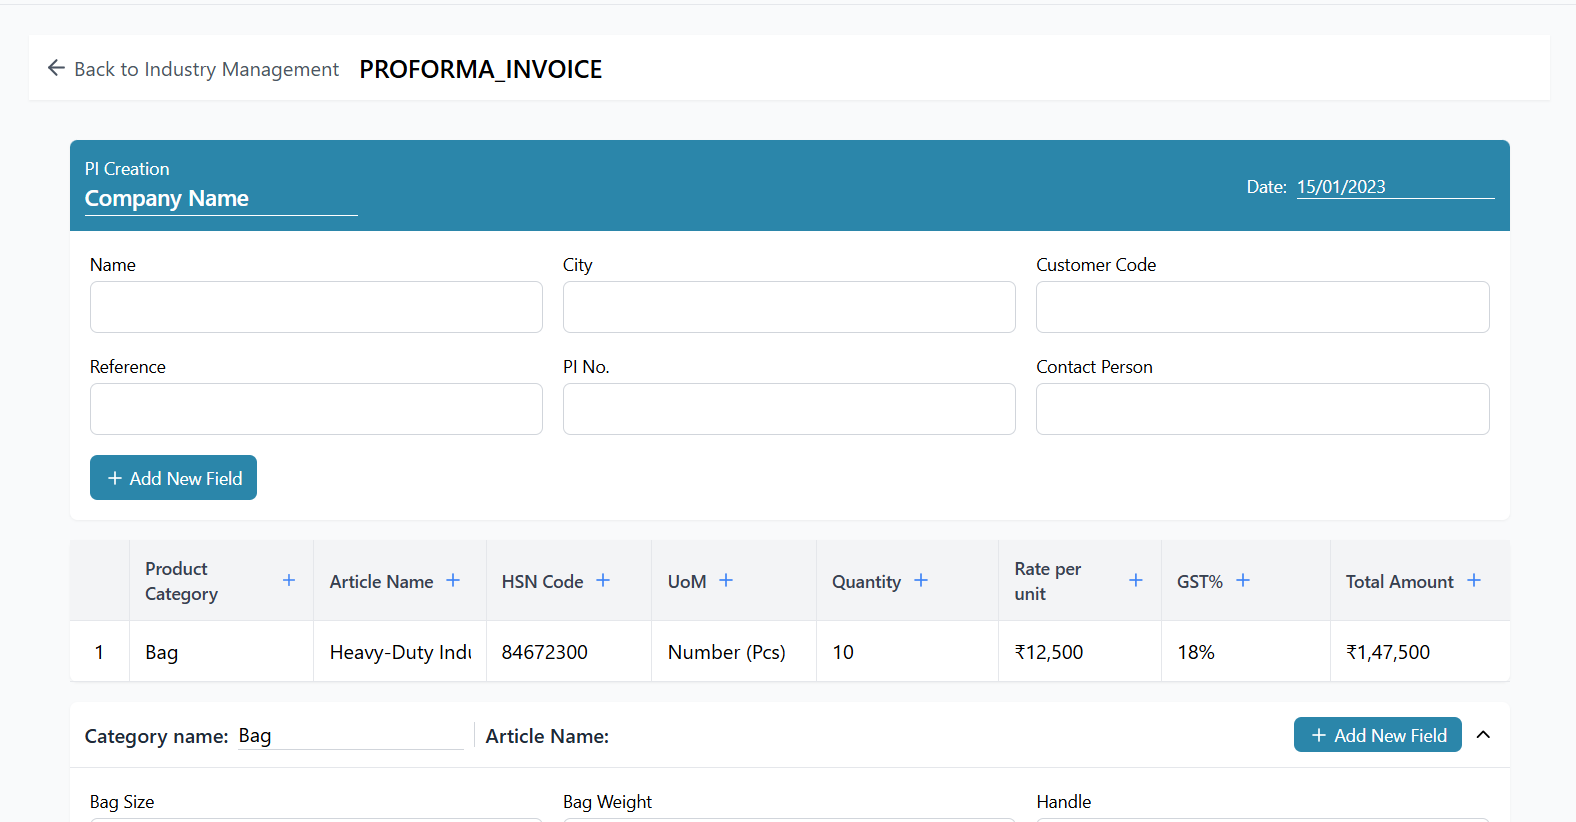 Back to Industry Management PROFORMA_INVOICE
PI Creation
Company Name
Date: 15/01/2023
Name City Customer Code
Reference PI No. Contact Person
+ Add New Field
Product Category + Article Name + HSN Code + UoM + Quantity + Rate per unit + GST% + Total Amount +
1 Bag Heavy-Duty Indu 84672300 Number (Pcs) 10 ₹12,500 18% ₹1,47,500
Category name: Bag Article Name: + Add New Field
Bag Size Bag Weight Handle